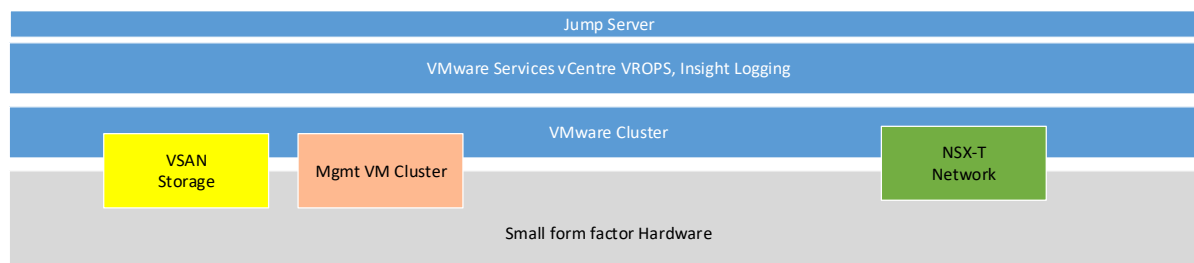 Jump Server
VMware Services vCentre VROPS, Insight Logging
VMware Cluster
VSAN
Storage
Mgmt VM Cluster
NSX-T
Network
Small form factor Hardware